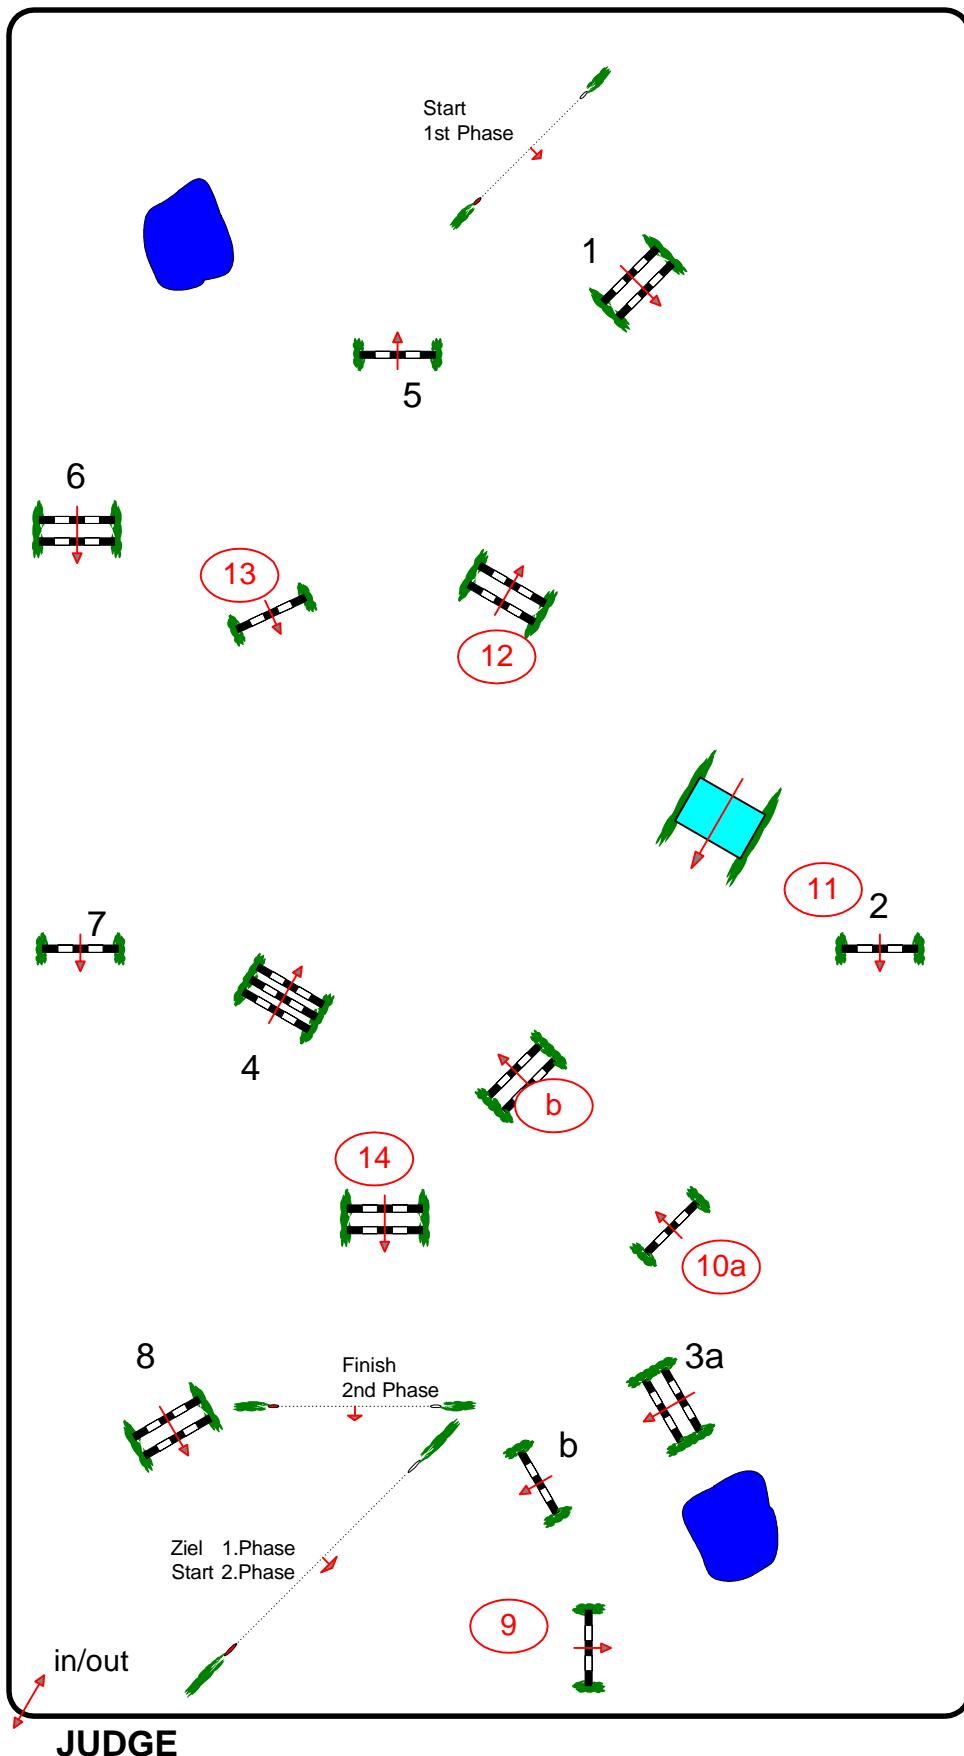 Start
1st Phase
1
5
6
13
12
11
2
7
4
b
14
10a
8
Finish
2nd Phase
3a
b
Ziel 1.Phase
Start 2.Phase
9
in/out
JUDGE